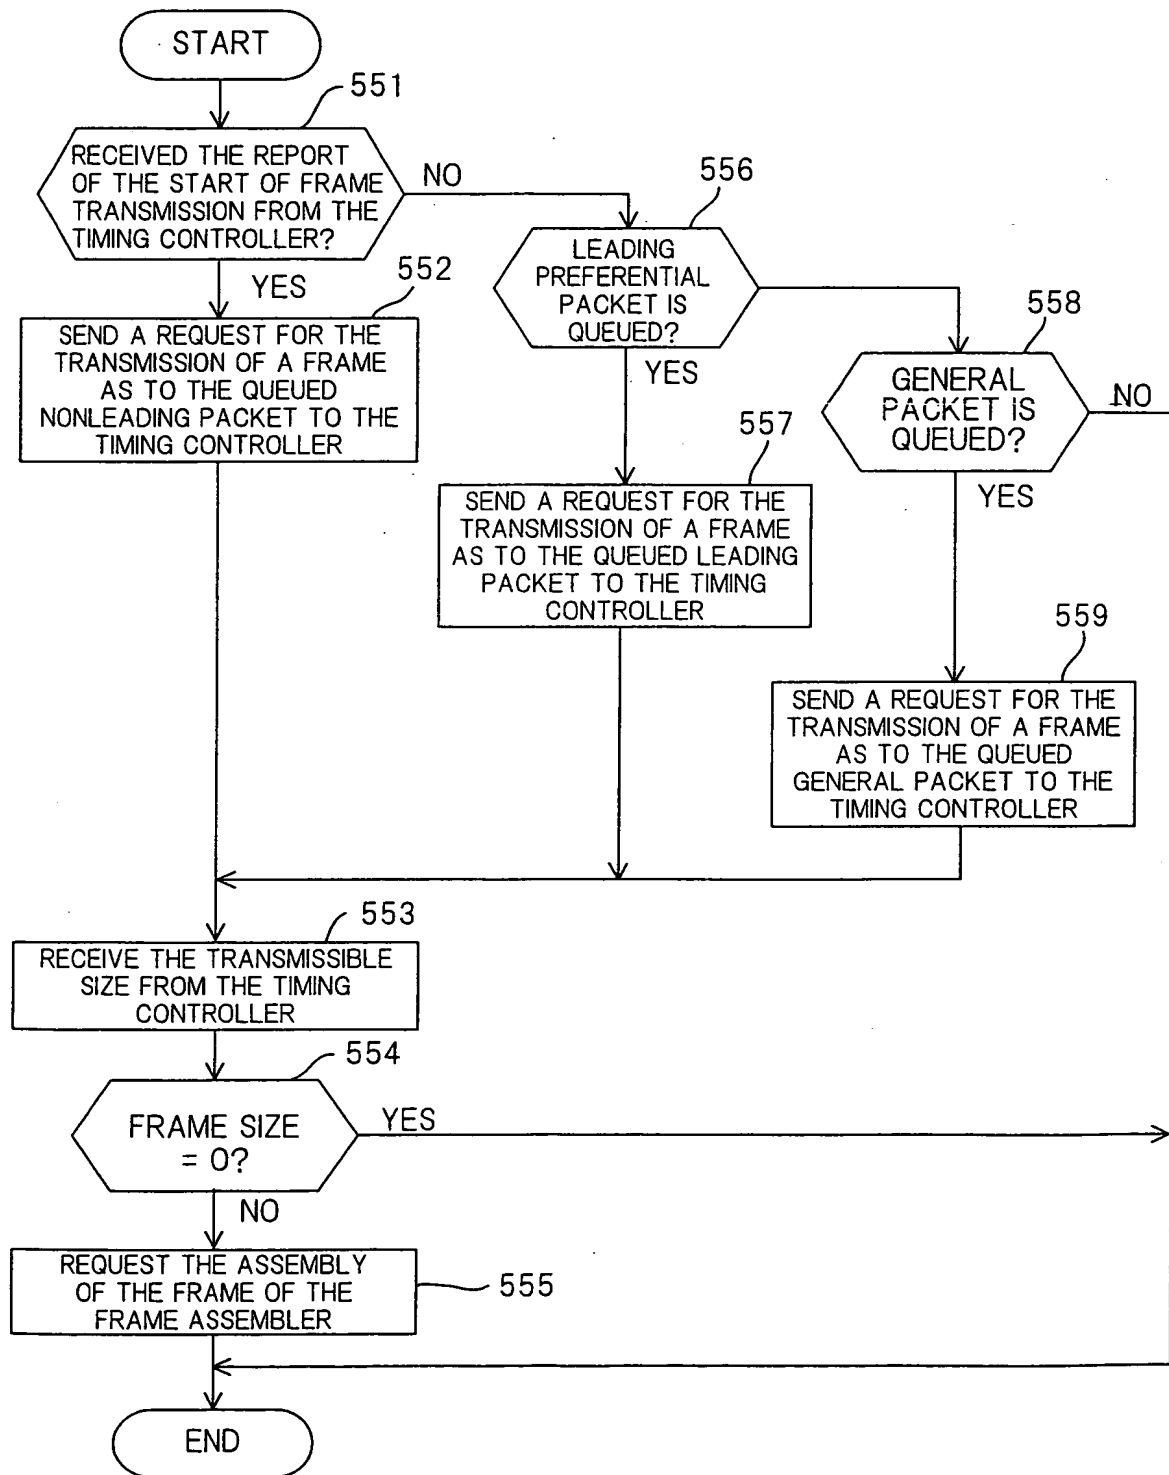 START
551
RECEIVED THE REPORT
OF THE START OF FRAME
TRANSMISSION FROM THE
TIMING CONTROLLER?
NO
YES
556
LEADING
PREFERENTIAL
PACKET IS
QUEUED?
YES
552
SEND A REQUEST FOR THE
TRANSMISSION OF A FRAME
AS TO THE QUEUED
NONLEADING PACKET TO THE
TIMING CONTROLLER
558
GENERAL
PACKET IS
QUEUED?
NO
YES
557
SEND A REQUEST FOR THE
TRANSMISSION OF A FRAME
AS TO THE QUEUED LEADING
PACKET TO THE TIMING
CONTROLLER
559
SEND A REQUEST FOR THE
TRANSMISSION OF A FRAME
AS TO THE QUEUED
GENERAL PACKET TO THE
TIMING CONTROLLER
553
RECEIVE THE TRANSMISSIBLE
SIZE FROM THE TIMING
CONTROLLER
554
FRAME SIZE
= 0?
YES
NO
REQUEST THE ASSEMBLY
OF THE FRAME OF THE
FRAME ASSEMBLER
555
END